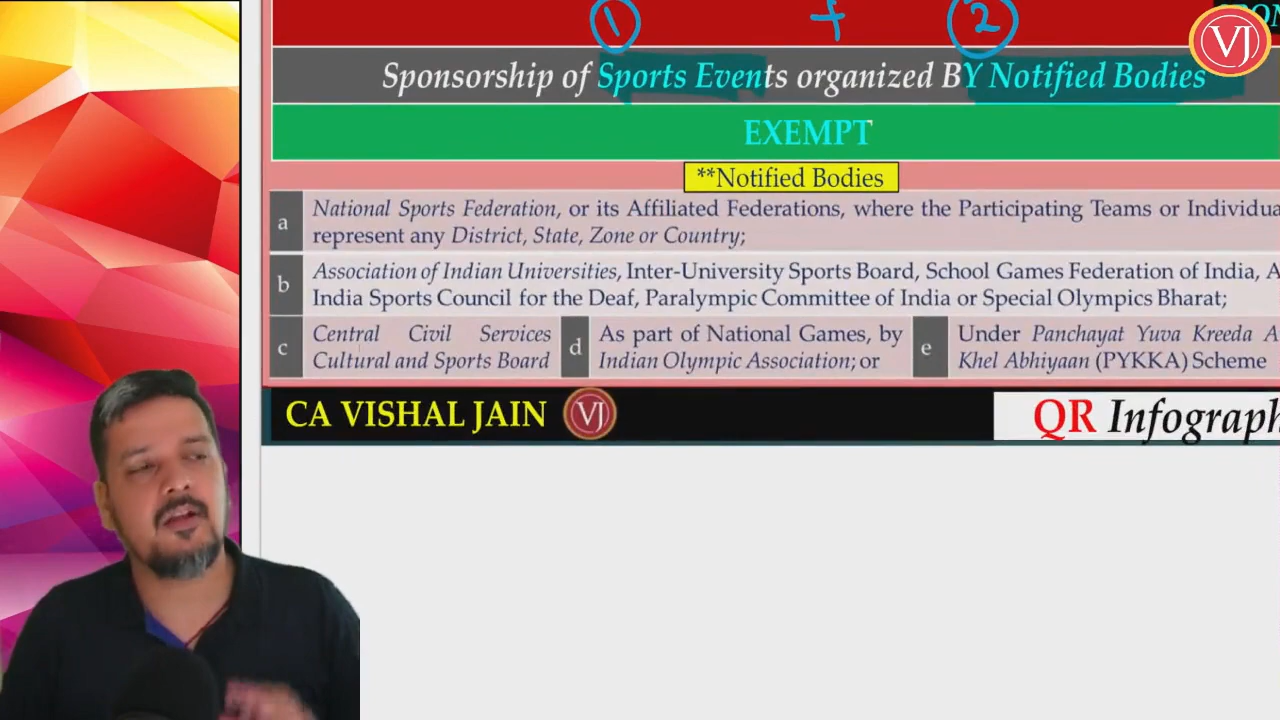 1 + 2
VJ
Sponsorship of Sports Events organized BY Notified Bodies
EXEMPT
**Notified Bodies
a National Sports Federation, or its Affiliated Federations, where the Participating Teams or
represent any District, State, Zone or Country;
b Association of Indian Universities, Inter-University Sports Board, School Games Federation of India,
India Sports Council for the Deaf, Paralympic Committee of India or Special Olympics Bharat;
c Central Civil Services
Cultural and Sports Board
d As part of National Games, by
Indian Olympic Association; or
e Under Panchayat Yuva Kreeda
Khel Abhiyaan (PYKKA) Scheme
CA VISHAL JAIN VJ
QR